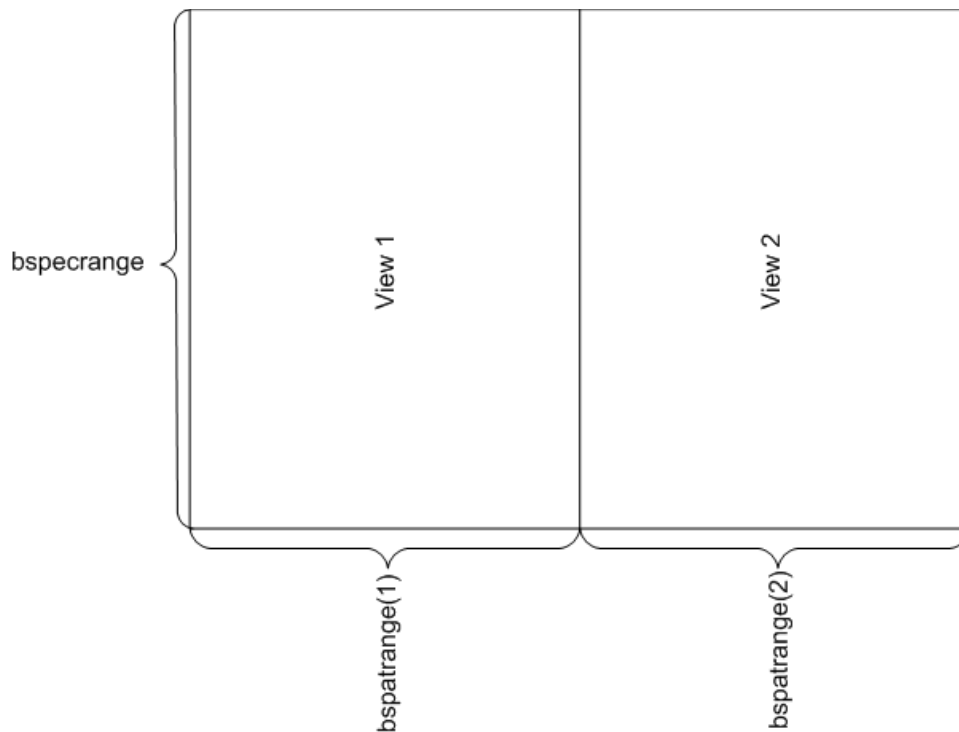 bspecrange
View 1
View 2
bspatrange(1)
bspatrange(2)